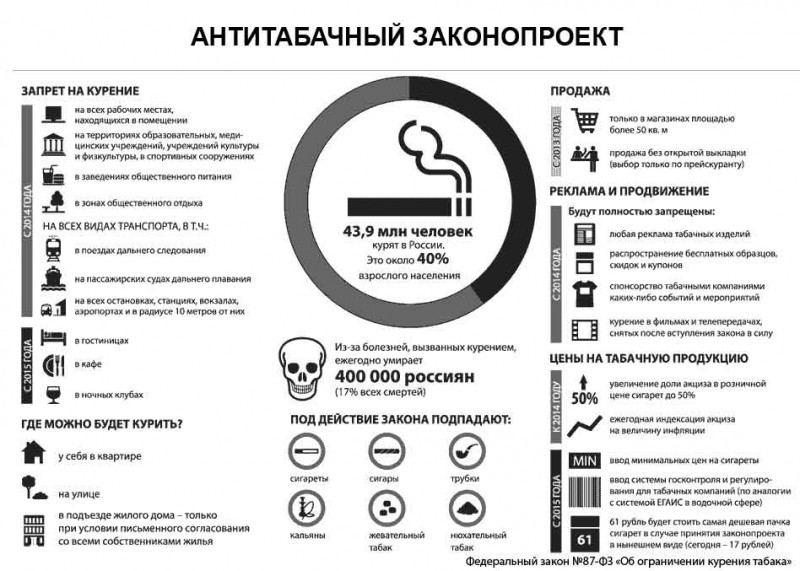 АНТИТАБАЧНЫЙ ЗАКОНОПРОЕКТ
ЗАПРЕТ НА КУРЕНИЕ
С 2014 ГОДА
на всех рабочих местах,
находящихся в помещении
на территориях образовательных, меди-
цинских учреждений, учреждений культуры
и физкультуры, в спортивных сооружениях
в заведениях общественного питания
в зонах общественного отдыха
НА ВСЕХ ВИДАХ ТРАНСПОРТА, В Т.Ч.:
в поездах дальнего следования
на пассажирских судах дальнего плавания
на всех остановках, станциях, вокзалах,
аэропортах и в радиусе 10 метров от них
С 2015 ГОДА
в гостиницах
в кафе
в ночных клубах
ГДЕ МОЖНО БУДЕТ КУРИТЬ?
у себя в квартире
на улице
в подъезде жилого дома – только
при условии письменного согласования
со всеми собственниками жилья
43,9 млн человек
курят в России.
Это около 40%
взрослого населения
Из-за болезней, вызванных курением,
ежегодно умирает
400 000 россиян
(17% всех смертей)
ПОД ДЕЙСТВИЕ ЗАКОНА ПОДПАДАЮТ:
сигареты
сигары
трубки
кальяны
жевательный
табак
нюхательный
табак
ПРОДАЖА
С 2013 ГОДА
только в магазинах площадью
более 50 кв. м
продажа без открытой выкладки
(выбор только по прейскуранту)
РЕКЛАМА И ПРОДВИЖЕНИЕ
Будут полностью запрещены:
С 2014 ГОДА
любая реклама табачных изделий
распространение бесплатных образцов,
скидок и купонов
спонсорство табачными компаниями
каких-либо событий и мероприятий
курение в фильмах и телепередачах,
снятых после вступления закона в силу
ЦЕНЫ НА ТАБАЧНУЮ ПРОДУКЦИЮ
К 2014 ГОДУ
50%
увеличение доли акциза в розничной
цене сигарет до 50%
ежегодная индексация акциза
на величину инфляции
С 2015 ГОДА
MIN
ввод минимальных цен на сигареты
ввод системы госконтроля и регулиро-
вания для табачных компаний (по аналогии
с системой ЕГАИС в водочной сфере)
61
61 рубль будет стоить самая дешевая пачка
сигарет в случае принятия законопроекта
в нынешнем виде (сегодня – 17 рублей)
Федеральный закон №87-ФЗ «Об ограничении курения табака»